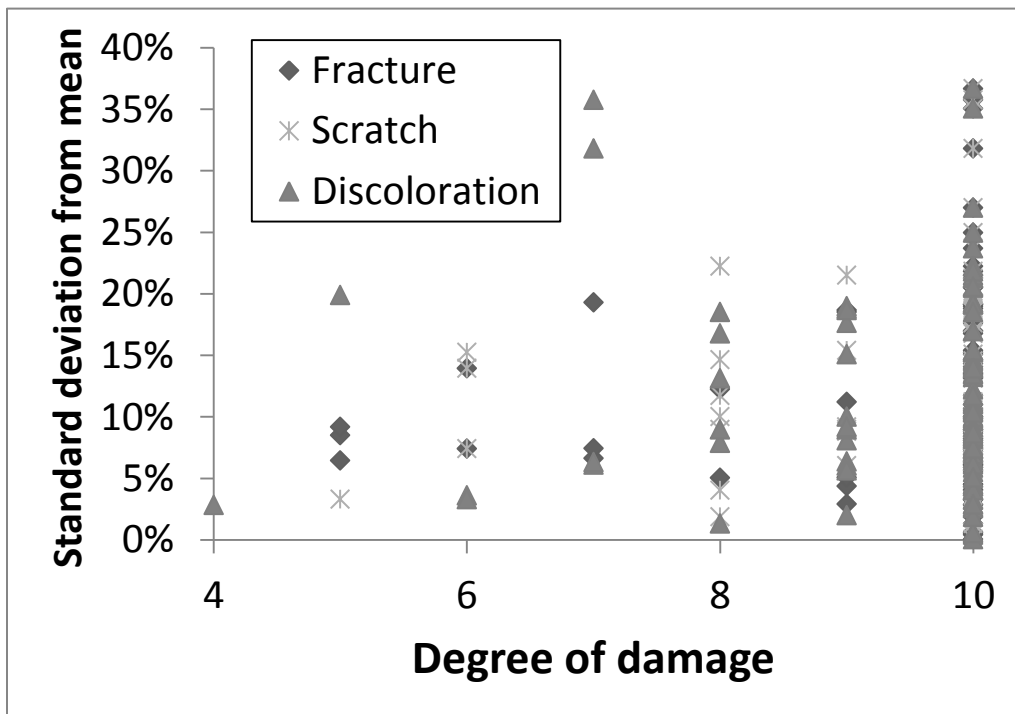 Standard deviation from mean
40%
35%
30%
25%
20%
15%
10%
5%
0%
Fracture
Scratch
Discoloration
4 6 8 10
Degree of damage